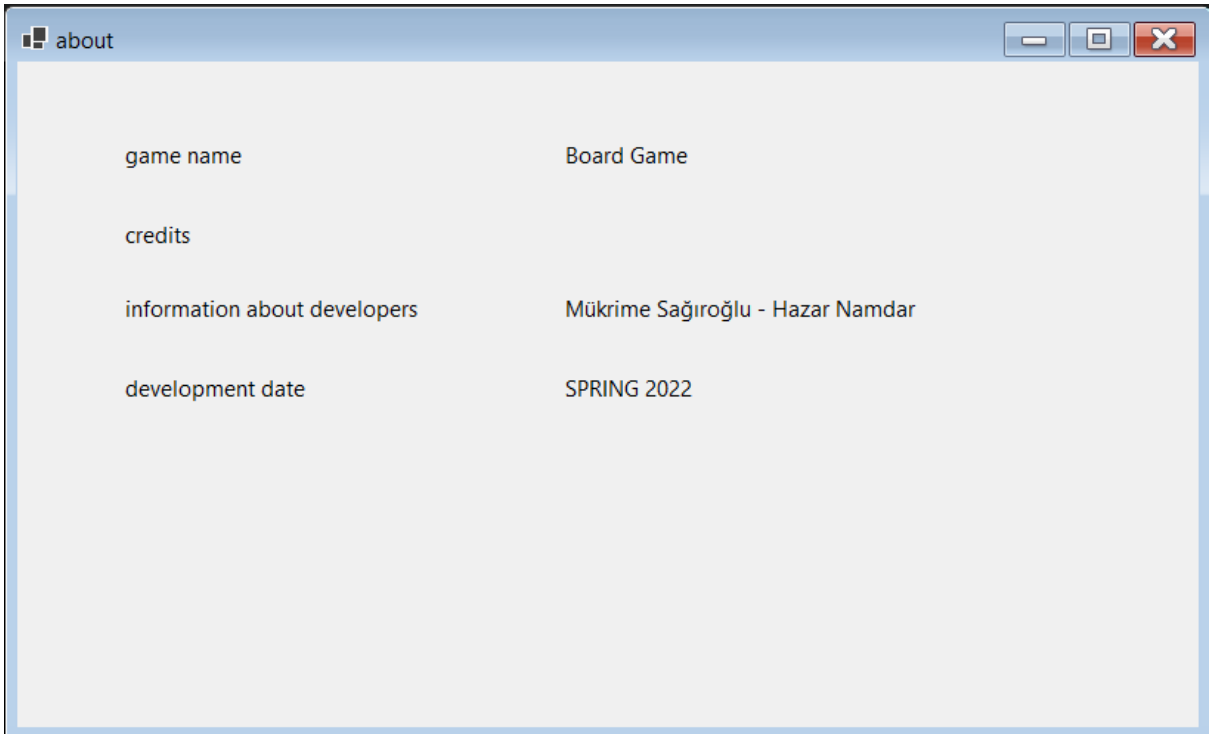 about
game name Board Game
credits
information about developers Mükrime Sağıroğlu - Hazar Namdar
development date SPRING 2022